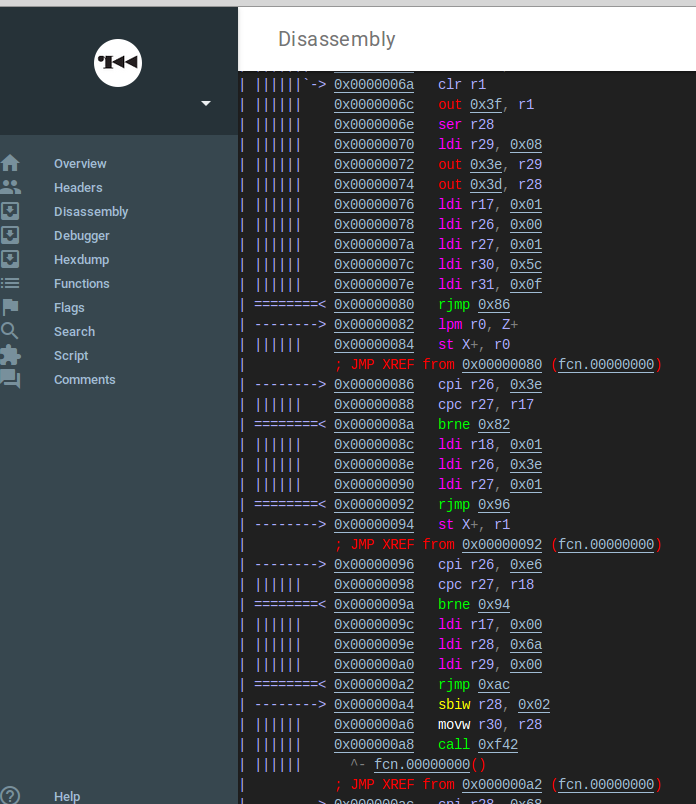 Disassembly
Overview
Headers
Disassembly
Debugger
Hexdump
Functions
Flags
Search
Script
Comments
Help
| ||||||`-> 0x0000006a clr r1
| |||||| 0x0000006c out 0x3f, r1
| |||||| 0x0000006e ser r28
| |||||| 0x00000070 ldi r29, 0x08
| |||||| 0x00000072 out 0x3e, r29
| |||||| 0x00000074 out 0x3d, r28
| |||||| 0x00000076 ldi r17, 0x01
| |||||| 0x00000078 ldi r26, 0x00
| |||||| 0x0000007a ldi r27, 0x01
| |||||| 0x0000007c ldi r30, 0x5c
| |||||| 0x0000007e ldi r31, 0x0f
| ========< 0x00000080 rjmp 0x86
| --------> 0x00000082 lpm r0, Z+
| |||||| 0x00000084 st X+, r0
| ; JMP XREF from 0x00000080 (fcn.00000000)
| --------> 0x00000086 cpi r26, 0x3e
| |||||| 0x00000088 cpc r27, r17
| ========< 0x0000008a brne 0x82
| |||||| 0x0000008c ldi r18, 0x01
| |||||| 0x0000008e ldi r26, 0x3e
| |||||| 0x00000090 ldi r27, 0x01
| ========< 0x00000092 rjmp 0x96
| --------> 0x00000094 st X+, r1
| ; JMP XREF from 0x00000092 (fcn.00000000)
| --------> 0x00000096 cpi r26, 0xe6
| |||||| 0x00000098 cpc r27, r18
| ========< 0x0000009a brne 0x94
| |||||| 0x0000009c ldi r17, 0x00
| |||||| 0x0000009e ldi r28, 0x6a
| |||||| 0x000000a0 ldi r29, 0x00
| ========< 0x000000a2 rjmp 0xac
| --------> 0x000000a4 sbiw r28, 0x02
| |||||| 0x000000a6 movw r30, r28
| |||||| 0x000000a8 call 0xf42
| |||||| ^- fcn.00000000()
| ; JMP XREF from 0x000000a2 (fcn.00000000)
| --------> 0x000000ac cpi r28, 0x68